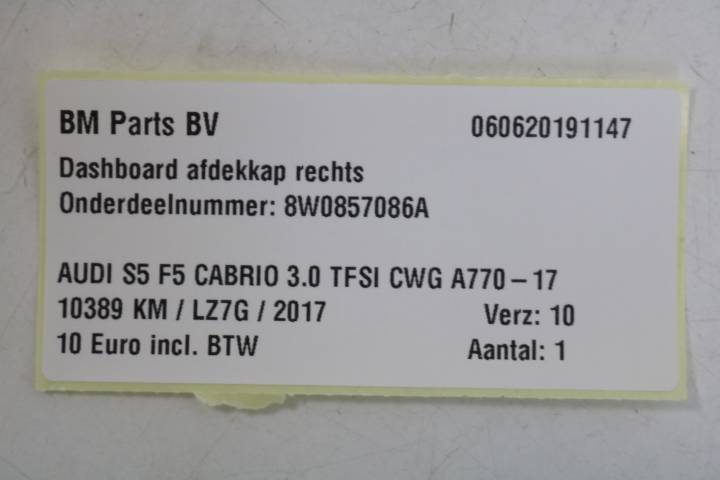 BM Parts BV 060620191147
Dashboard afdekkap rechts
Onderdeelnummer: 8W0857086A
AUDI S5 F5 CABRIO 3.0 TFSI CWG A770 – 17
10389 KM / LZ7G / 2017 Verz: 10
10 Euro incl. BTW Aantal: 1